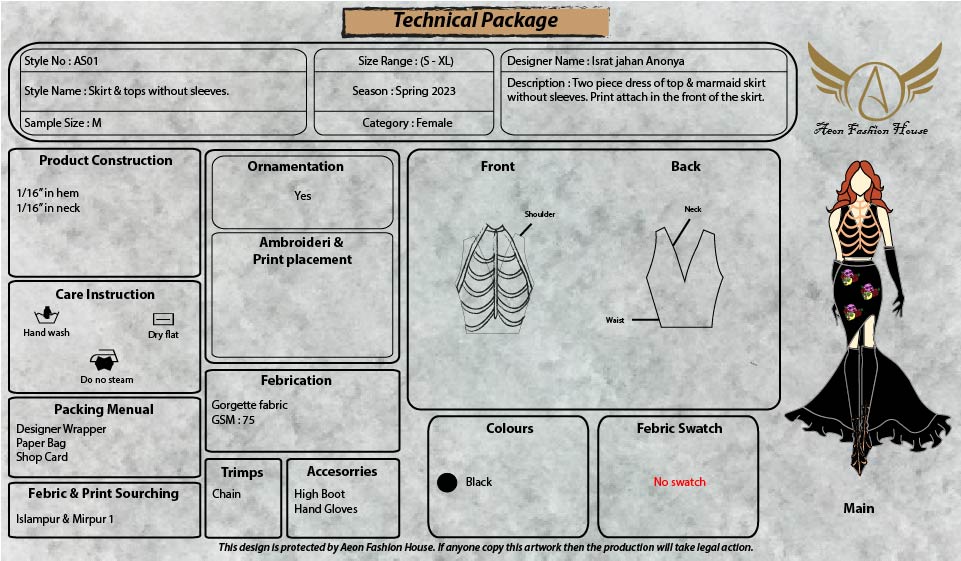 Technical Package
Style No : AS01
Style Name : Skirt & tops without sleeves.
Sample Size : M
Size Range : (S - XL)
Season : Spring 2023
Category : Female
Designer Name : Israt jahan Anonya
Description : Two piece dress of top & marmaid skirt
without sleeves. Print attach in the front of the skirt.
Aeon Fashion House
Product Construction
1/16” in hem
1/16” in neck
Care Instruction
Hand wash
Dry flat
Do no steam
Packing Menual
Designer Wrapper
Paper Bag
Shop Card
Febric & Print Sourching
Islampur & Mirpur 1
Ornamentation
Yes
Ambroideri &
Print placement
Febrication
Gorgette fabric
GSM : 75
Trimps
Chain
Accesorries
High Boot
Hand Gloves
Front
Back
Shoulder
Neck
Waist
Colours
Black
Febric Swatch
No swatch
Main
This design is protected by Aeon Fashion House. If anyone copy this artwork then the production will take legal action.